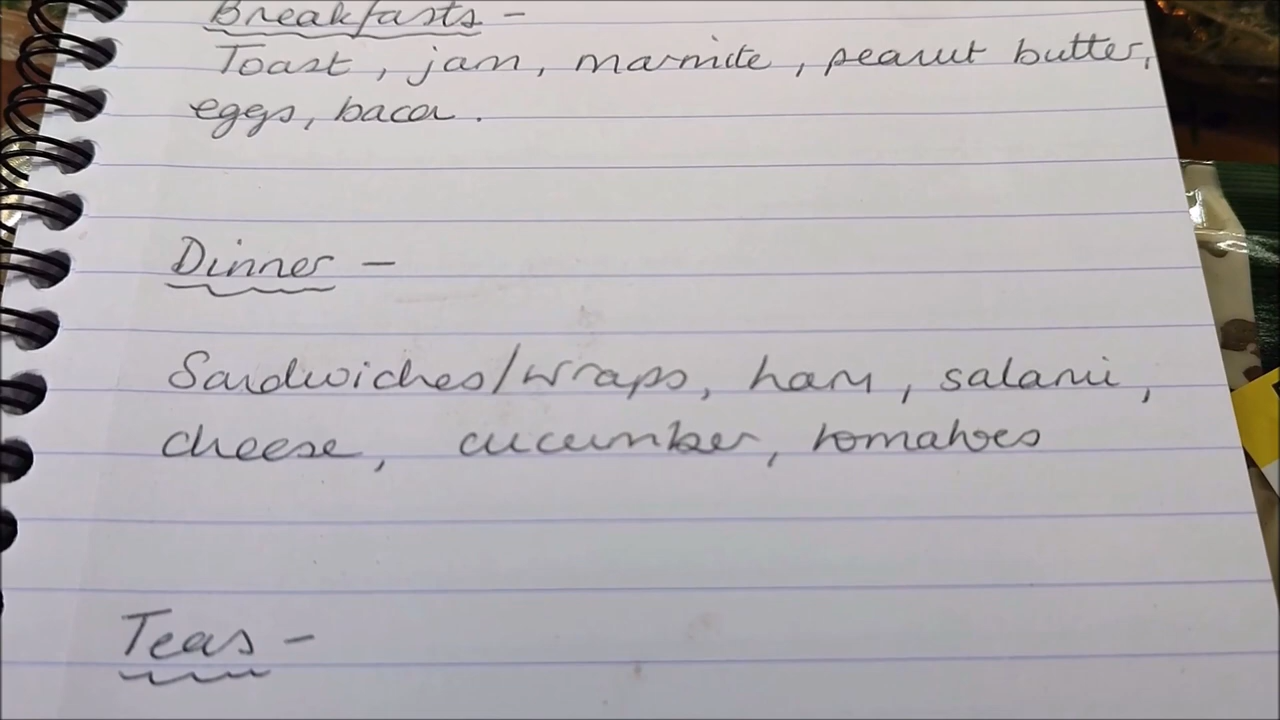 Breakfasts -
Toast, jam, marmite, peanut butter,
eggs, bacon.
Dinner -
Sandwiches/wraps, ham, salami,
cheese, cucumber, tomatoes
Teas -